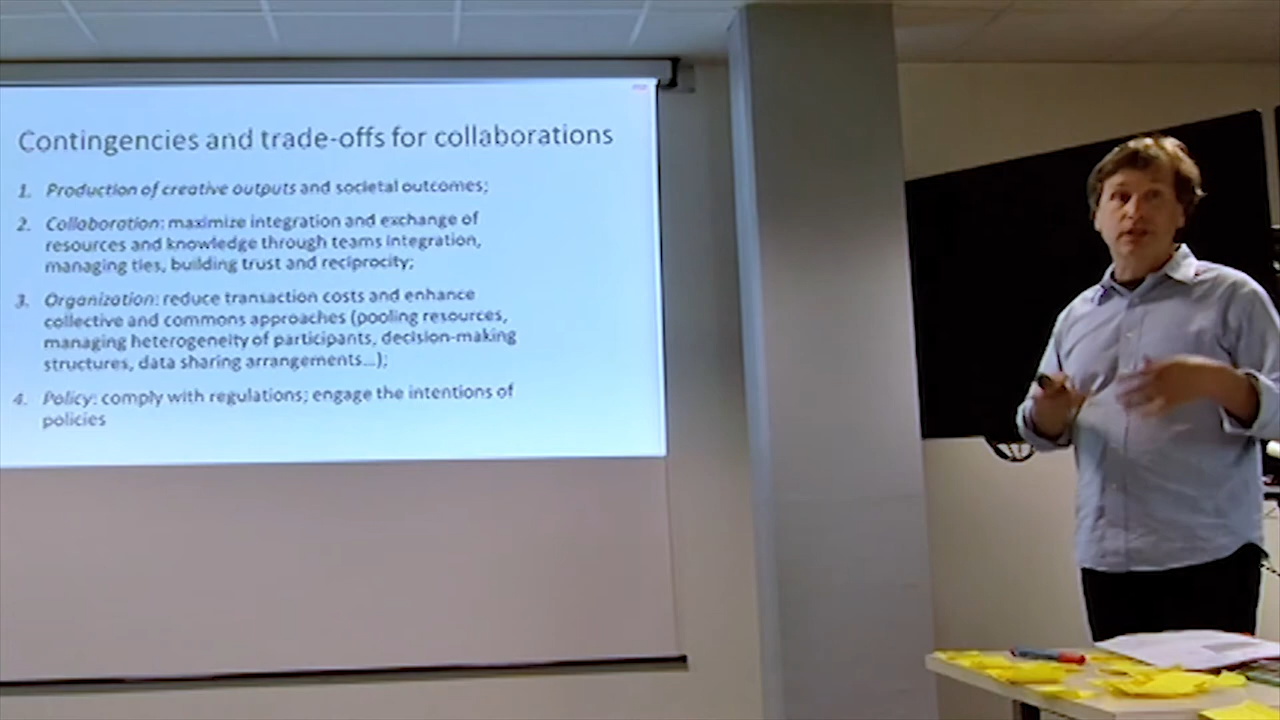 Contingencies and trade-offs for collaborations
1. Production of creative outputs and societal outcomes;
2. Collaboration: maximize integration and exchange of
resources and knowledge through teams integration,
managing ties, building trust and reciprocity;
3. Organization: reduce transaction costs and enhance
collective and commons approaches (pooling resources,
managing heterogeneity of participants, decision-making
structures, data sharing arrangements...);
4. Policy: comply with regulations; engage the intentions of
policies